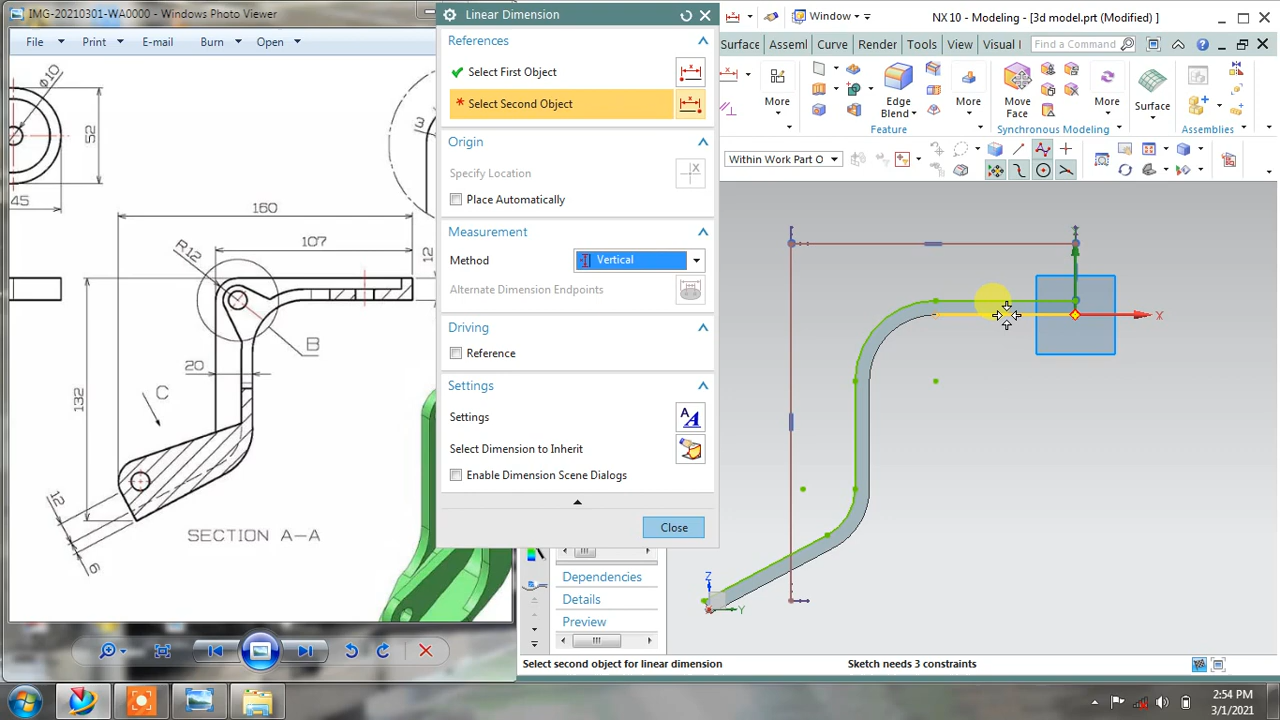 IMG-20210301-WA0000 - Windows Photo Viewer
File Print E-mail Burn Open
Ø10
52
45
160
107
R12
12
3
B
20
132
C
12
6
SECTION A-A
Linear Dimension
References
Select First Object
* Select Second Object
Origin
Specify Location
Place Automatically
Measurement
Method Vertical
Alternate Dimension Endpoints
Driving
Reference
Settings
Settings
Select Dimension to Inherit
Enable Dimension Scene Dialogs
Close
Window NX 10 - Modeling - [3d model.prt (Modified) ]
Surface Assembl Curve Render Tools View Visual I Find a Command
More
Edge Blend
More
Move Face
More
Surface
Feature Synchronous Modeling Assemblies
Within Work Part O
X
Z
Y
Dependencies
Details
Preview
Select second object for linear dimension Sketch needs 3 constraints
2:54 PM
3/1/2021